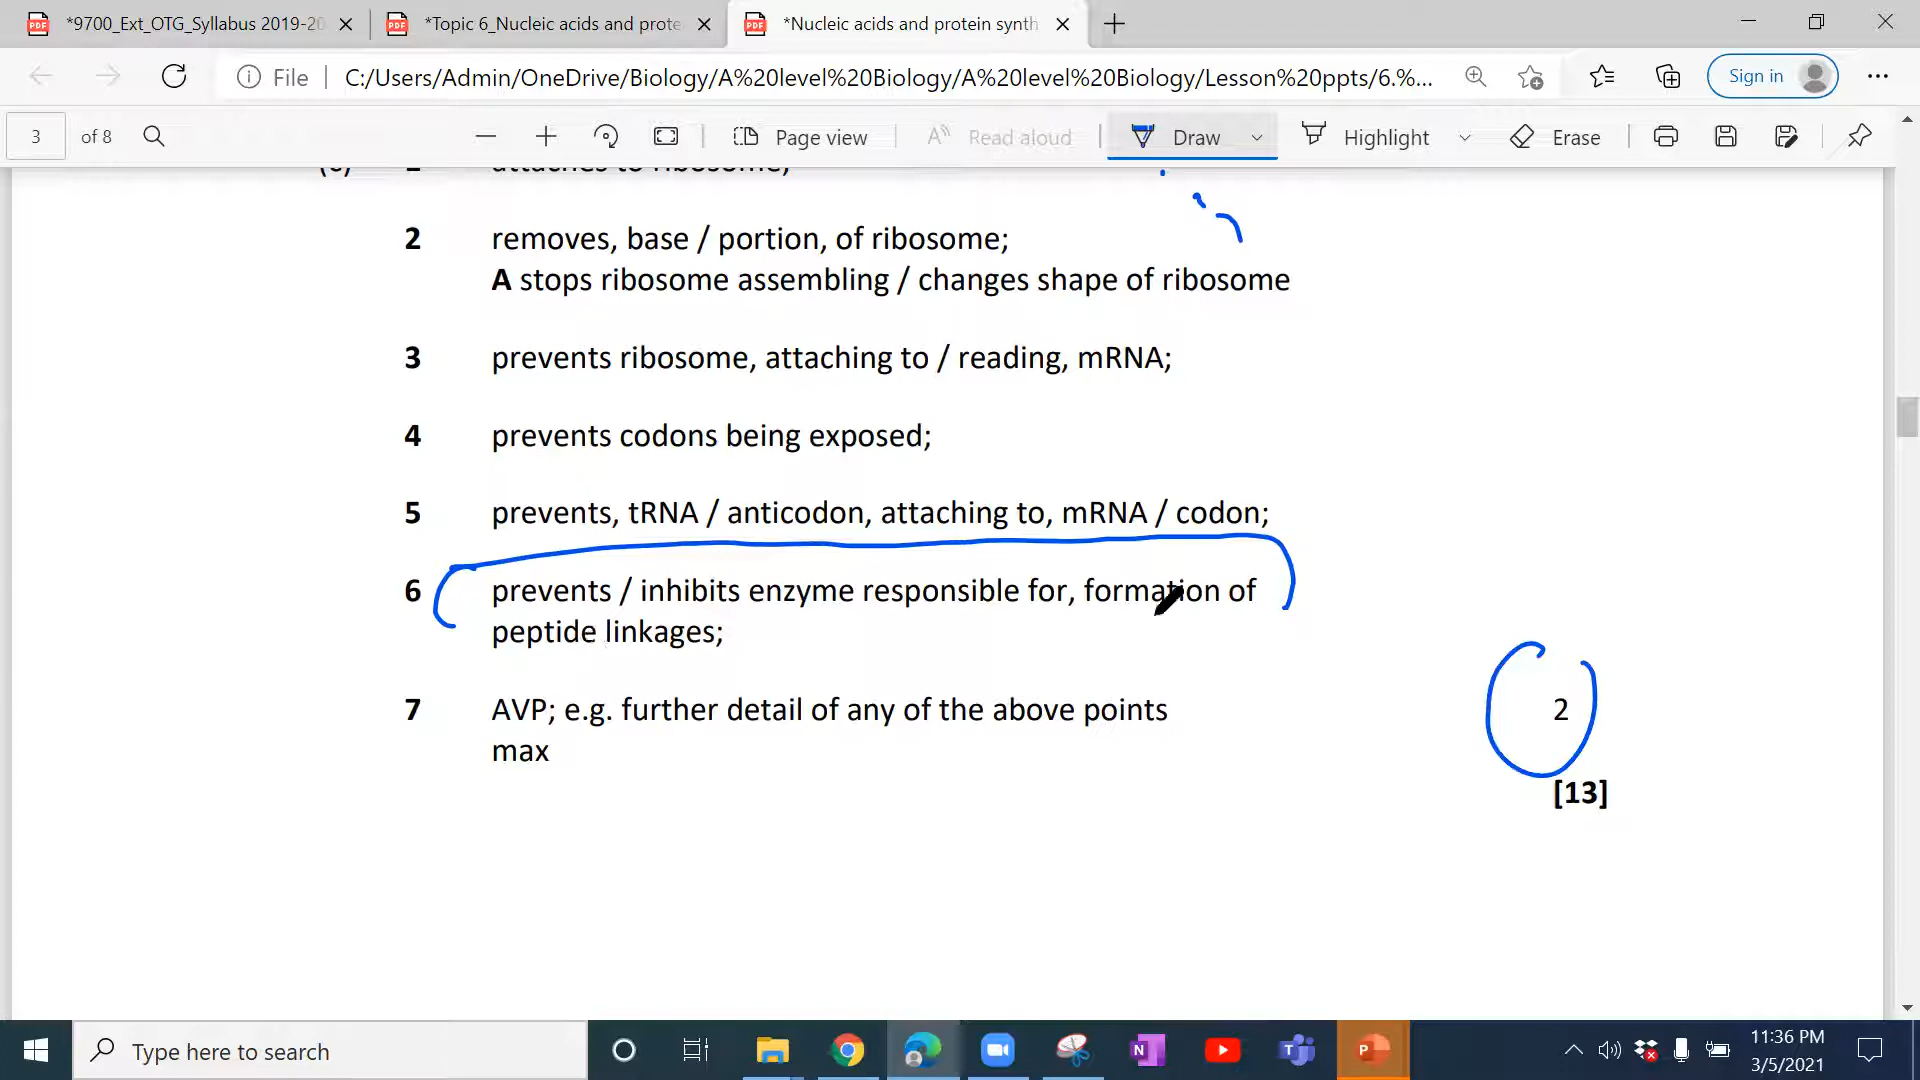 *9700_Ext_OTG_Syllabus 2019-20
*Topic 6_Nucleic acids and prote
*Nucleic acids and protein synth
File
C:/Users/Admin/OneDrive/Biology/A%20level%20Biology/A%20level%20Biology/Lesson%20ppts/6.%...
Sign in
3 of 8
Page view
Read aloud
Draw
Highlight
Erase
attaches to ribosome;
2 removes, base / portion, of ribosome;
A stops ribosome assembling / changes shape of ribosome
3 prevents ribosome, attaching to / reading, mRNA;
4 prevents codons being exposed;
5 prevents, tRNA / anticodon, attaching to, mRNA / codon;
6 prevents / inhibits enzyme responsible for, formation of
peptide linkages;
7 AVP; e.g. further detail of any of the above points
max
2
[13]
Type here to search
11:36 PM
3/5/2021